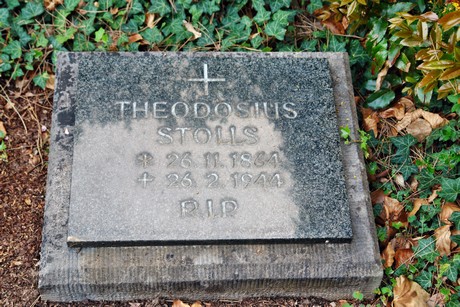 THEODOSIUS
STOLLS
* 26. 11. 1864
+ 26. 2. 1944
R.I.P.